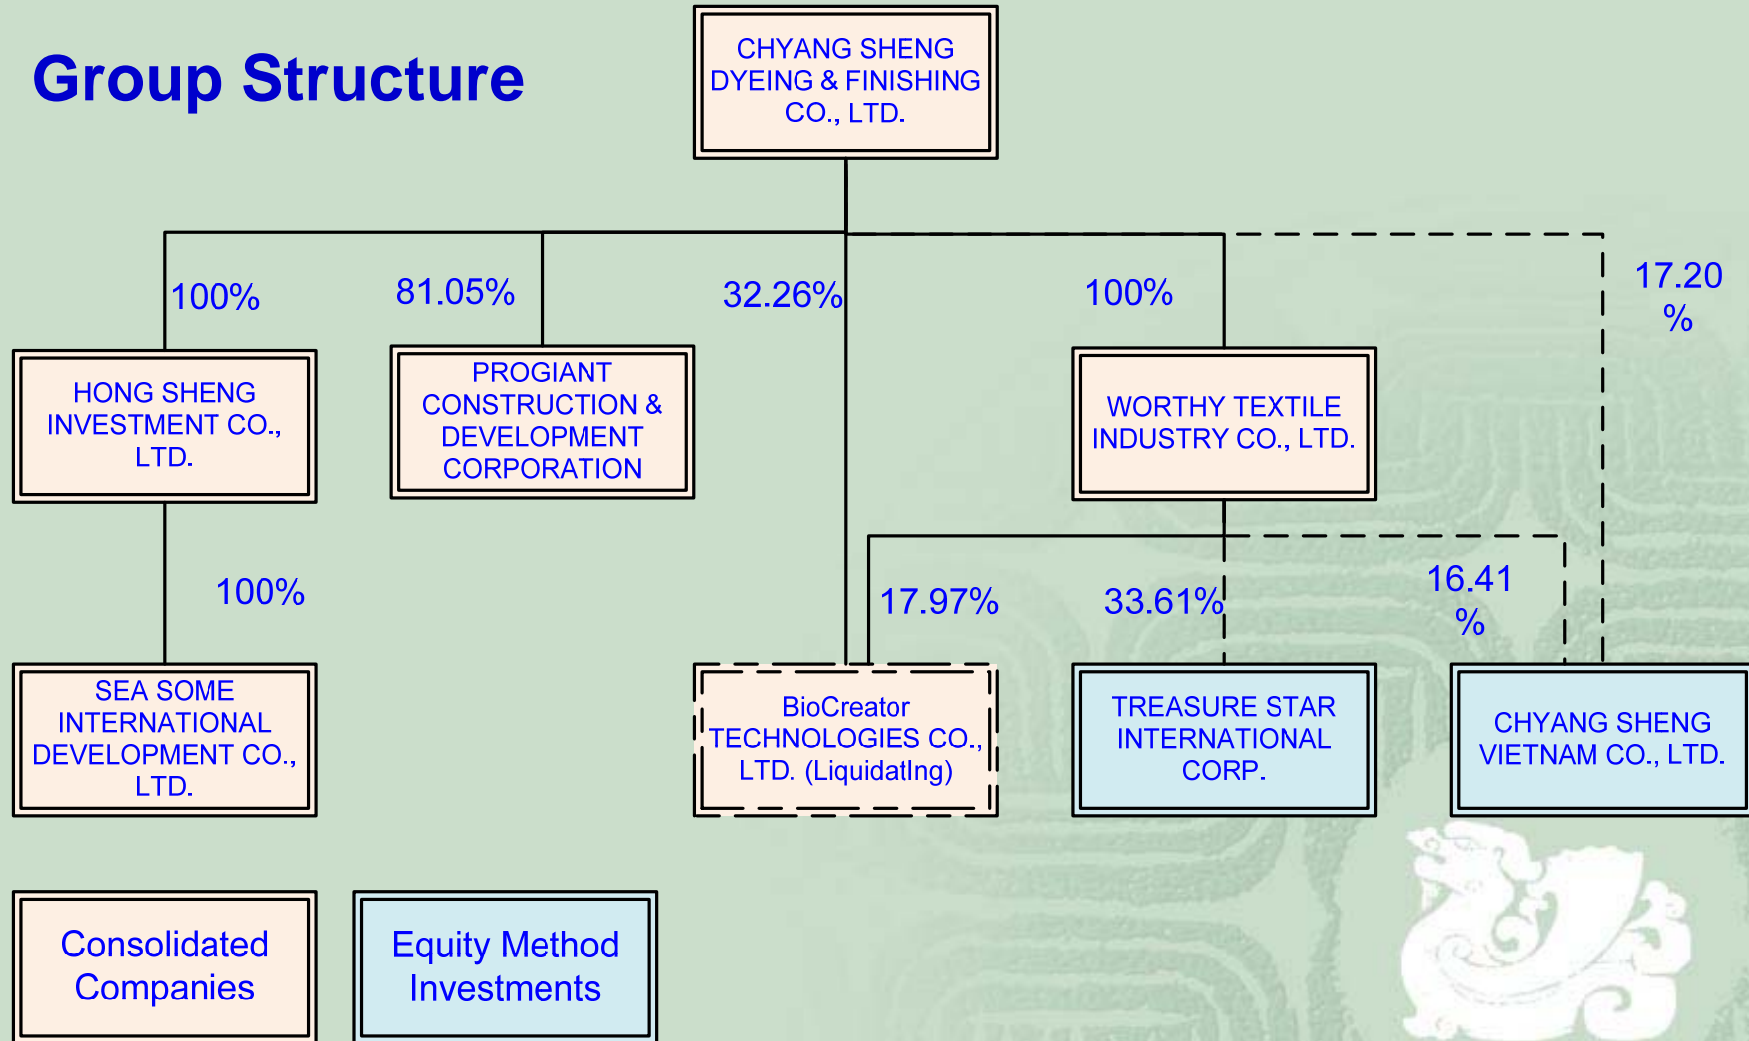 Group Structure
CHYANG SHENG
DYEING & FINISHING
CO., LTD.
100%
81.05%
32.26%
100%
17.20
%
HONG SHENG
INVESTMENT CO.,
LTD.
PROGIANT
CONSTRUCTION &
DEVELOPMENT
CORPORATION
WORTHY TEXTILE
INDUSTRY CO., LTD.
100%
17.97%
33.61%
16.41
%
SEA SOME
INTERNATIONAL
DEVELOPMENT CO.,
LTD.
BioCreator
TECHNOLOGIES CO.,
LTD. (LiquidatIng)
TREASURE STAR
INTERNATIONAL
CORP.
CHYANG SHENG
VIETNAM CO., LTD.
Consolidated
Companies
Equity Method
Investments